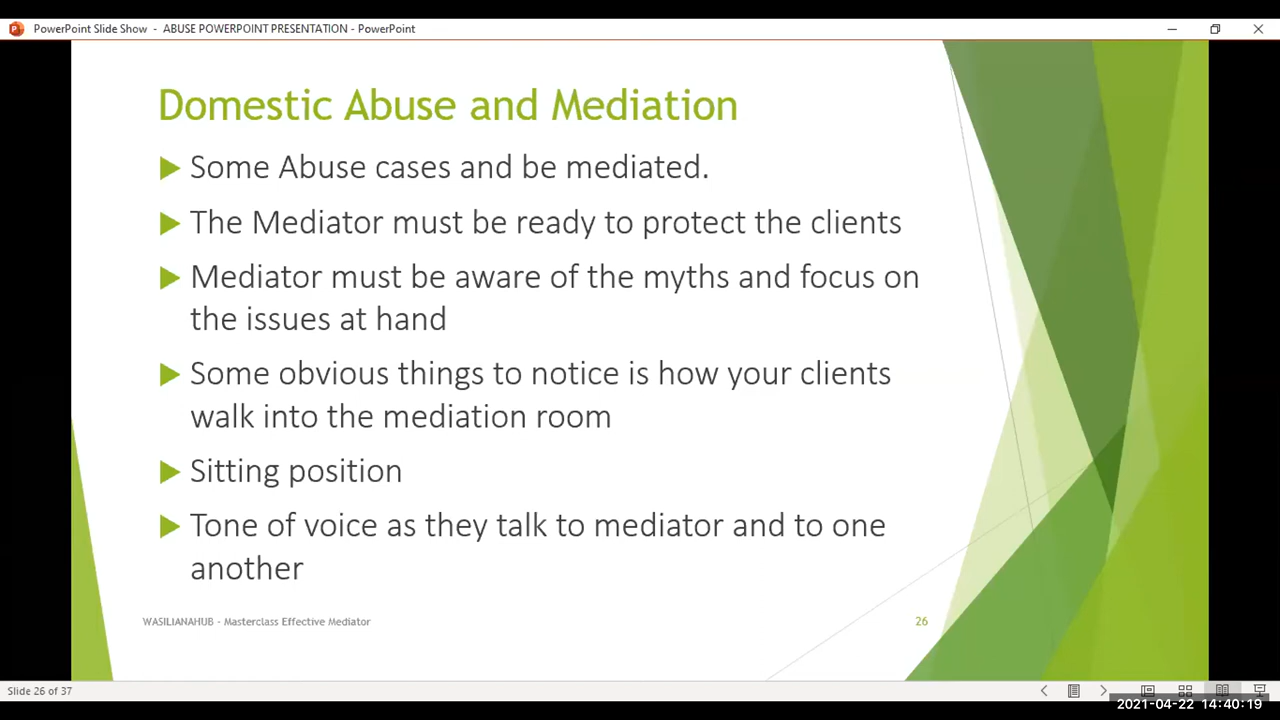 PowerPoint Slide Show - ABUSE POWERPOINT PRESENTATION - PowerPoint
Domestic Abuse and Mediation
Some Abuse cases and be mediated.
The Mediator must be ready to protect the clients
Mediator must be aware of the myths and focus on
the issues at hand
Some obvious things to notice is how your clients
walk into the mediation room
Sitting position
Tone of voice as they talk to mediator and to one
another
WASILIANAHUB - Masterclass Effective Mediator
26
Slide 26 of 37
2021-04-22 14:40:19